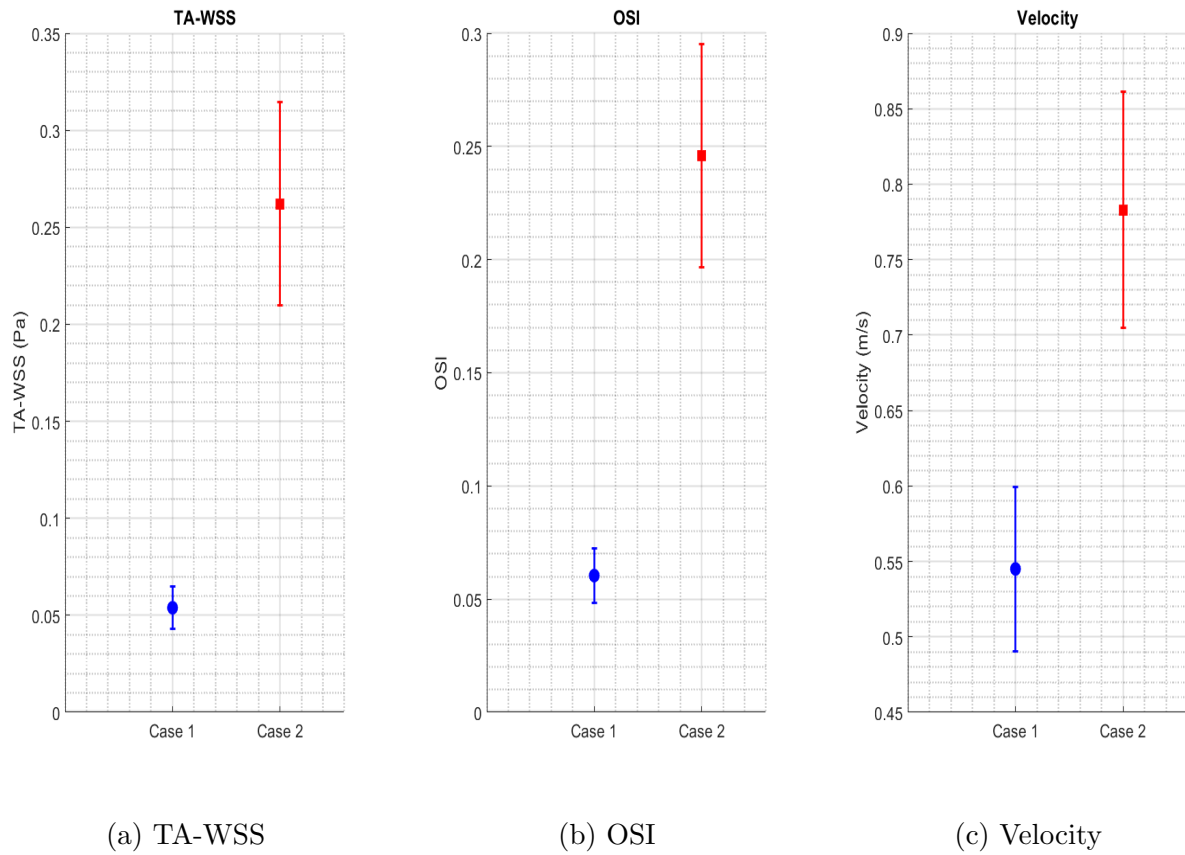 TA-WSS
0.35
0.3
0.25
0.2
0.15
0.1
0.05
0
TA-WSS (Pa)
Case 1
Case 2
(a) TA-WSS
OSI
0.3
0.25
0.2
0.15
0.1
0.05
0
OSI
Case 1
Case 2
(b) OSI
Velocity
0.9
0.85
0.8
0.75
0.7
0.65
0.6
0.55
0.5
0.45
Velocity (m/s)
Case 1
Case 2
(c) Velocity